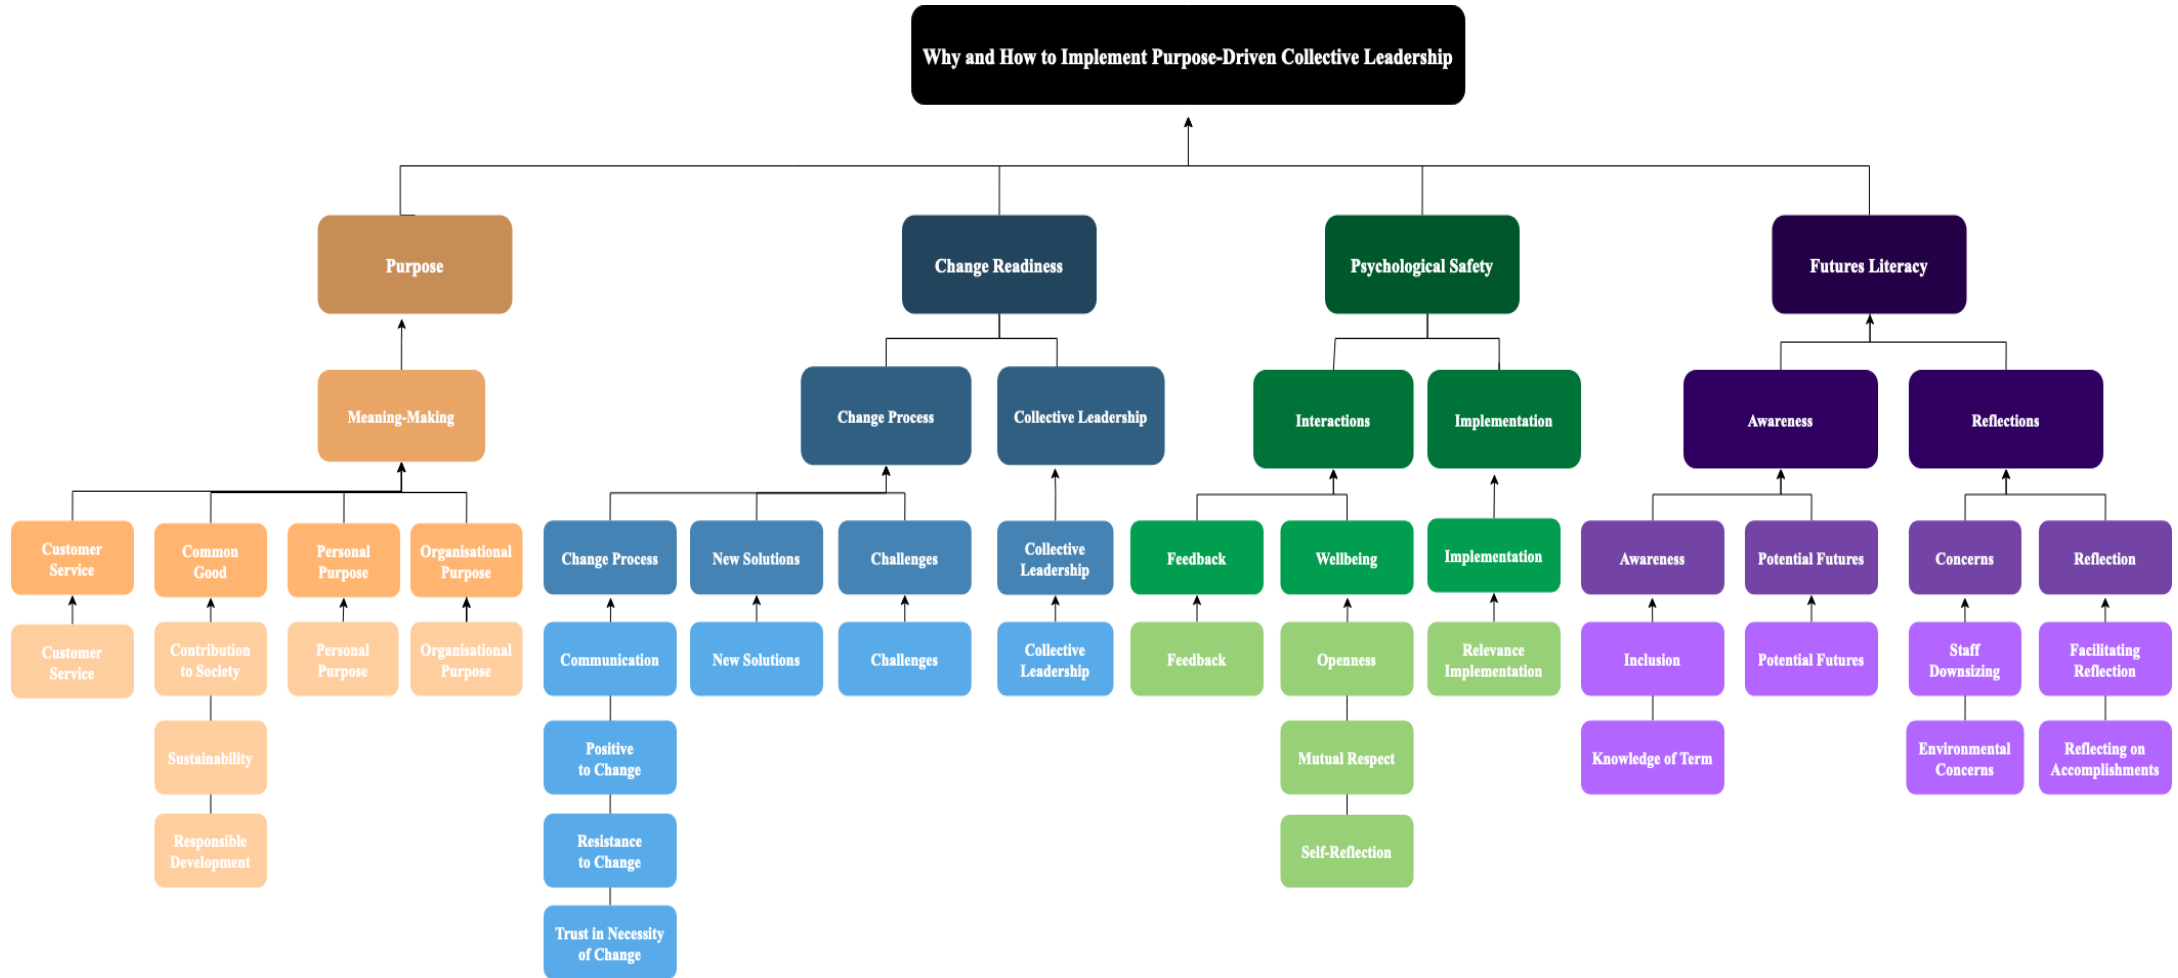 Why and How to Implement Purpose-Driven Collective Leadership
Purpose
Change Readiness
Psychological Safety
Futures Literacy
Meaning-Making
Change Process
Collective Leadership
Interactions
Implementation
Awareness
Reflections
Customer
Service
Common
Good
Personal
Purpose
Organisational
Purpose
Change Process
New Solutions
Challenges
Collective
Leadership
Feedback
Wellbeing
Implementation
Awareness
Potential Futures
Concerns
Reflection
Customer
Service
Contribution
to Society
Personal
Purpose
Organisational
Purpose
Communication
New Solutions
Challenges
Collective
Leadership
Feedback
Openness
Relevance
Implementation
Inclusion
Potential Futures
Staff
Downsizing
Facilitating
Reflection
Sustainability
Positive
to Change
Mutual Respect
Knowledge of Term
Environmental
Concerns
Reflecting on
Accomplishments
Responsible
Development
Resistance
to Change
Self-Reflection
Trust in Necessity
of Change